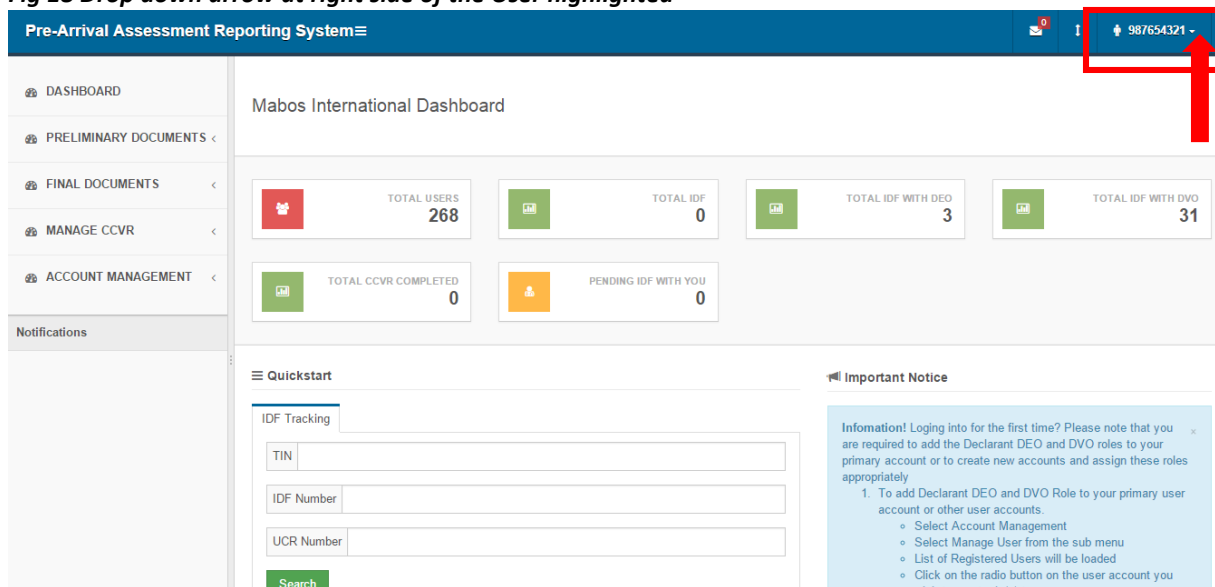 Fig 18 Drop down arrow at right side of the User highlighted
Pre-Arrival Assessment Reporting System
0
987654321
DASHBOARD
PRELIMINARY DOCUMENTS <
FINAL DOCUMENTS <
MANAGE CCVR <
ACCOUNT MANAGEMENT <
Notifications
Mabos International Dashboard
TOTAL USERS
268
TOTAL IDF
0
TOTAL IDF WITH DEO
3
TOTAL IDF WITH DVO
31
TOTAL CCVR COMPLETED
0
PENDING IDF WITH YOU
0
Quickstart
IDF Tracking
TIN
IDF Number
UCR Number
Search
Important Notice
Infomation! Loging into for the first time? Please note that you ×
are required to add the Declarant DEO and DVO roles to your
primary account or to create new accounts and assign these roles
appropriately
1. To add Declarant DEO and DVO Role to your primary user
account or other user accounts.
Select Account Management
Select Manage User from the sub menu
List of Registered Users will be loaded
Click on the radio button on the user account you